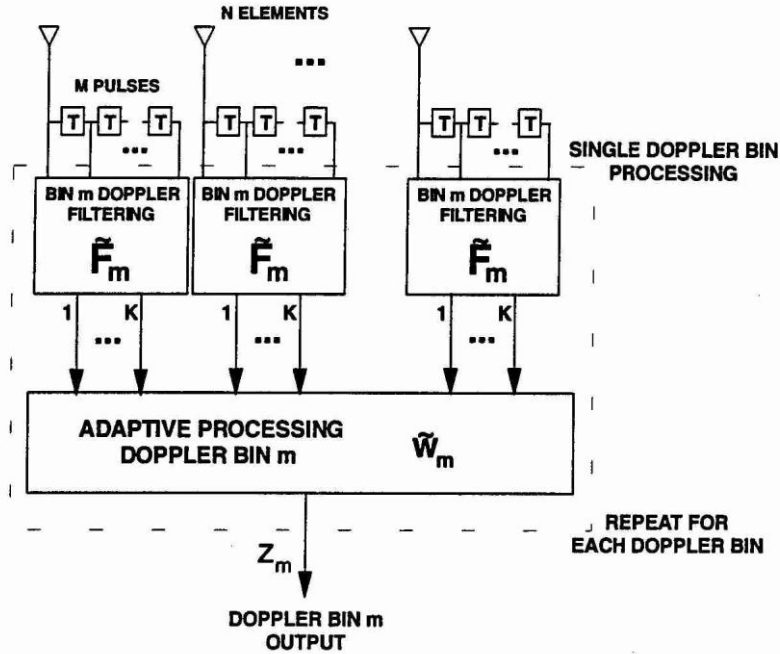 N ELEMENTS
...
M PULSES
T T T
T T T
T T T
...
...
...
SINGLE DOPPLER BIN
PROCESSING
BIN m DOPPLER
FILTERING
F̃m
BIN m DOPPLER
FILTERING
F̃m
BIN m DOPPLER
FILTERING
F̃m
1 ... K
1 ... K
1 ... K
ADAPTIVE PROCESSING
DOPPLER BIN m
w̃m
REPEAT FOR
EACH DOPPLER BIN
Zm
DOPPLER BIN m
OUTPUT